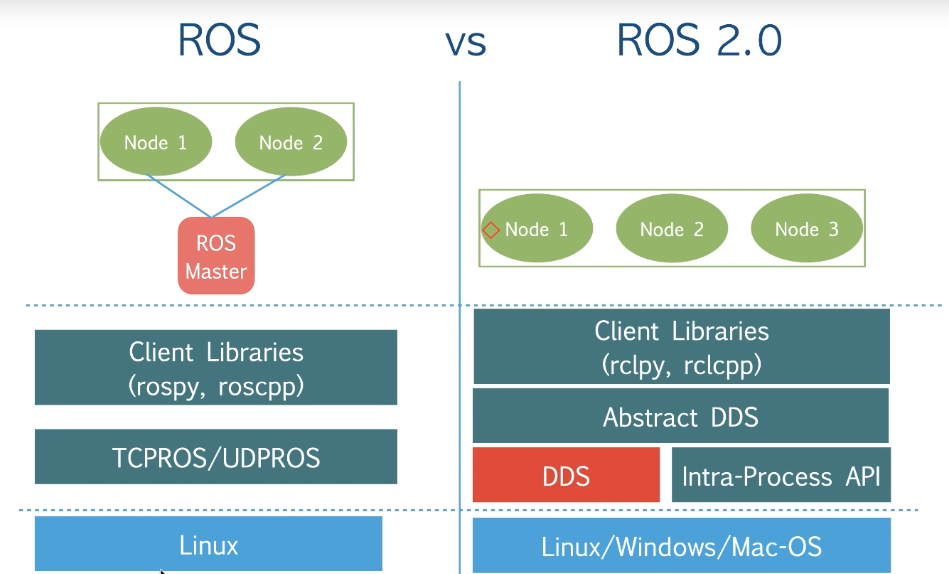 ROS vs ROS 2.0
Node 1 Node 2
ROS
Master
Client Libraries
(rospy, roscpp)
TCPROS/UDPROS
Linux
Node 1 Node 2 Node 3
Client Libraries
(rclpy, rclcpp)
Abstract DDS
DDS Intra-Process API
Linux/Windows/Mac-OS